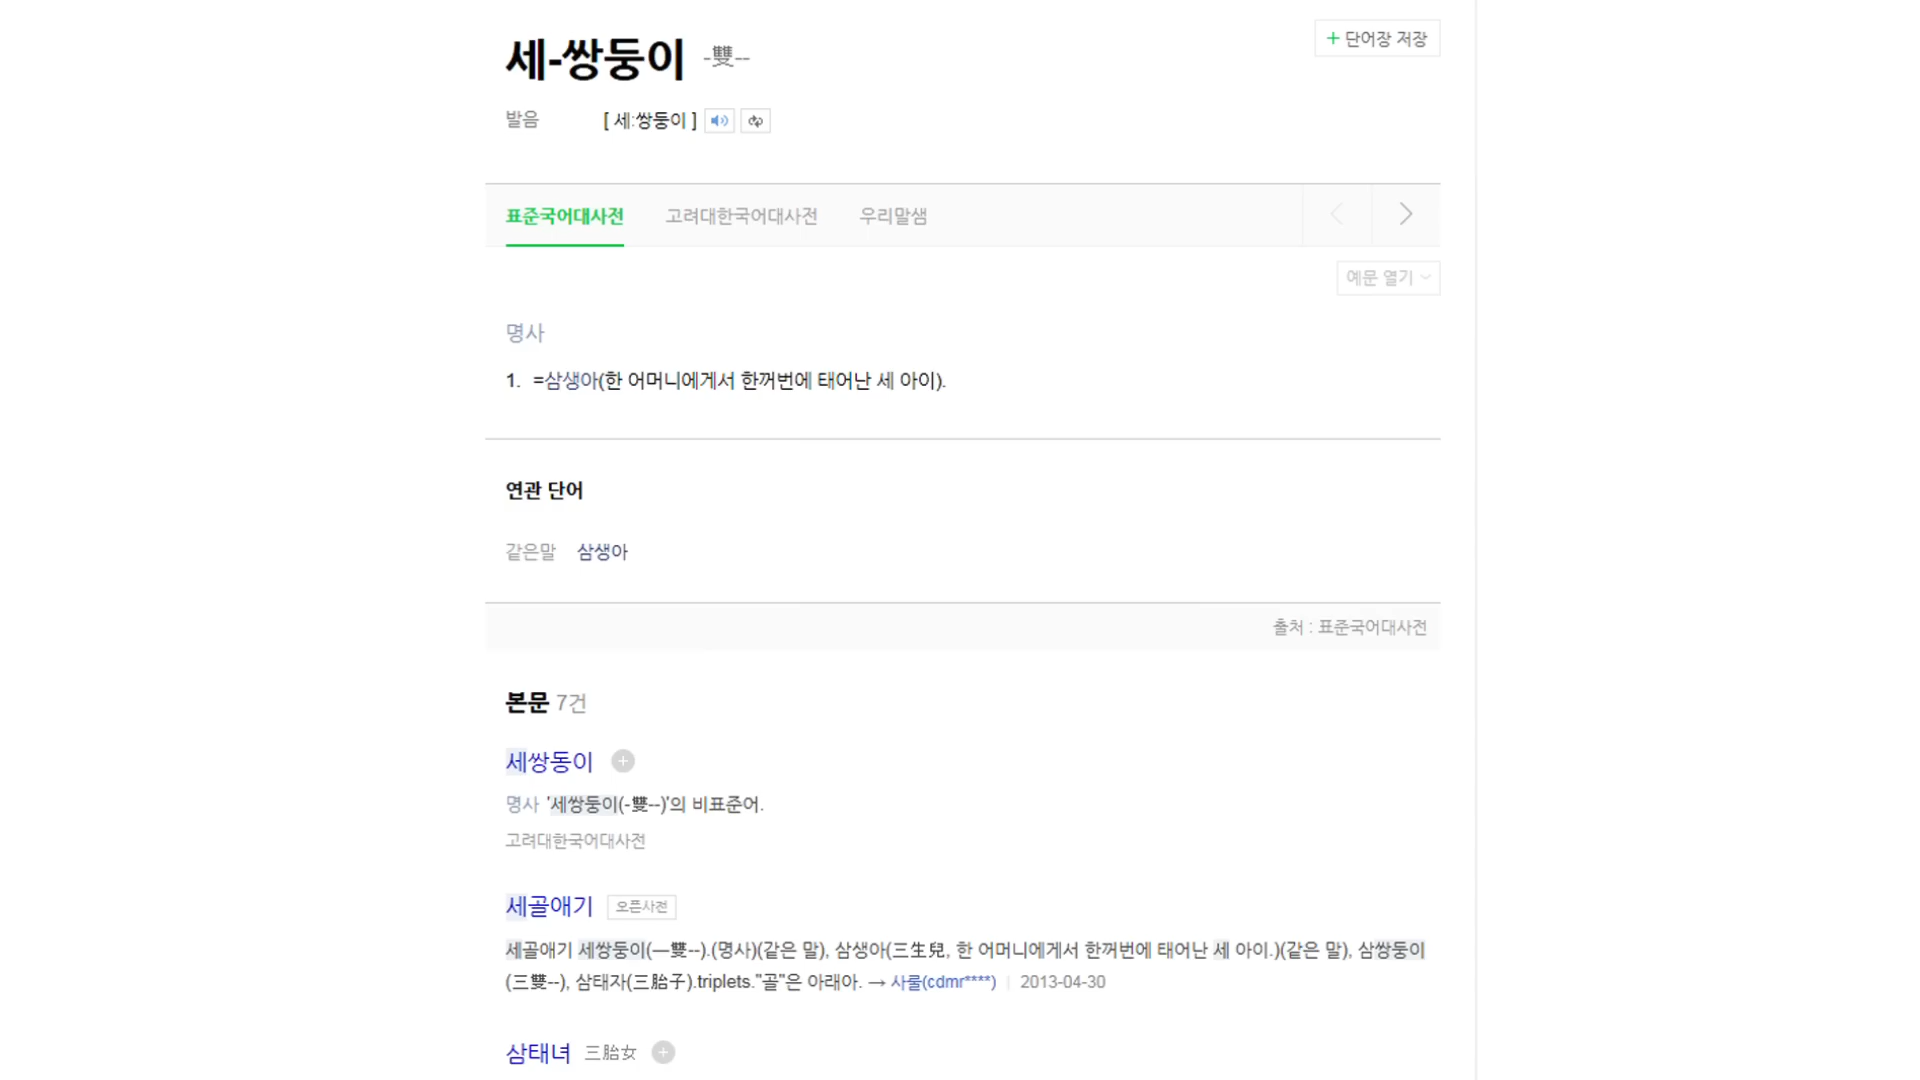 세-쌍둥이 -雙--
+ 단어장 저장
발음 [ 세:쌍둥이 ]
표준국어대사전 고려대한국어대사전 우리말샘
예문 열기
명사
1. =삼생아(한 어머니에게서 한꺼번에 태어난 세 아이).
연관 단어
같은말 삼생아
출처 : 표준국어대사전
본문 7건
세쌍동이
명사 '세쌍둥이(-雙--)'의 비표준어.
고려대한국어대사전
세골애기 오픈사전
세골애기 세쌍둥이(―雙--).(명사)(같은 말), 삼생아(三生兒, 한 어머니에게서 한꺼번에 태어난 세 아이.)(같은 말), 삼쌍둥이
(三雙--), 삼태자(三胎子).triplets."골"은 아래아. → 사룰(cdmr****) 2013-04-30
삼태녀 三胎女